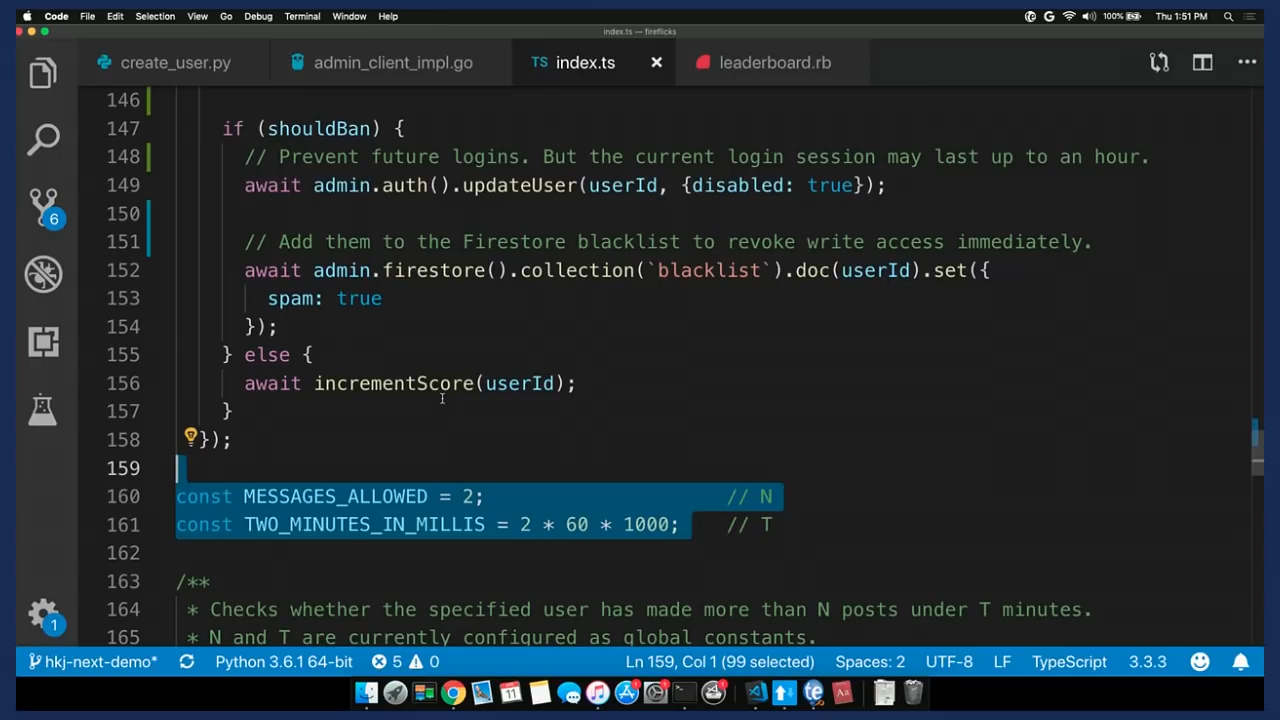 Code File Edit Selection View Go Debug Terminal Window Help 100% Thu 1:51 PM
index.ts — fireflicks
create_user.py admin_client_impl.go TS index.ts leaderboard.rb
146
147 if (shouldBan) {
148 // Prevent future logins. But the current login session may last up to an hour.
149 await admin.auth().updateUser(userId, {disabled: true});
150
151 // Add them to the Firestore blacklist to revoke write access immediately.
152 await admin.firestore().collection(`blacklist`).doc(userId).set({
153 spam: true
154 });
155 } else {
156 await incrementScore(userId);
157 }
158 });
159
160 const MESSAGES_ALLOWED = 2; // N
161 const TWO_MINUTES_IN_MILLIS = 2 * 60 * 1000; // T
162
163 /**
164 * Checks whether the specified user has made more than N posts under T minutes.
165 * N and T are currently configured as global constants.
6
1
hkj-next-demo* Python 3.6.1 64-bit 5 0 Ln 159, Col 1 (99 selected) Spaces: 2 UTF-8 LF TypeScript 3.3.3
11 Aa